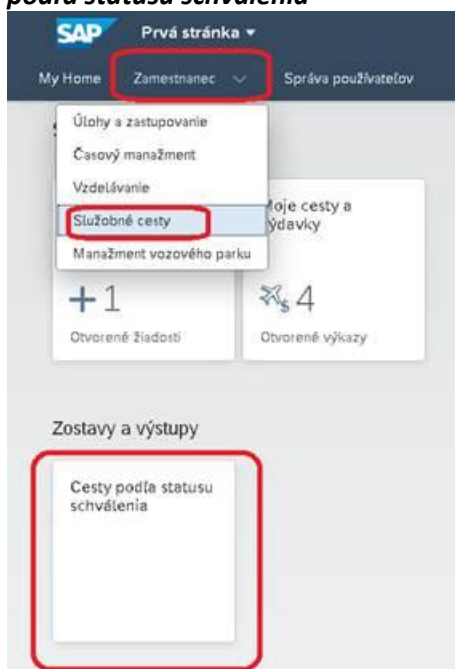 podľa statusu schválenia
SAP Prvá stránka
My Home Zamestnanec Správa používateľov
Úlohy a zastupovanie
Časový manažment
Vzdelávanie
Služobné cesty
Manažment vozového parku
Moje cesty a
výdavky
+1
Otvorené žiadosti
4
Otvorené výkazy
Zostavy a výstupy
Cesty podľa statusu
schválenia